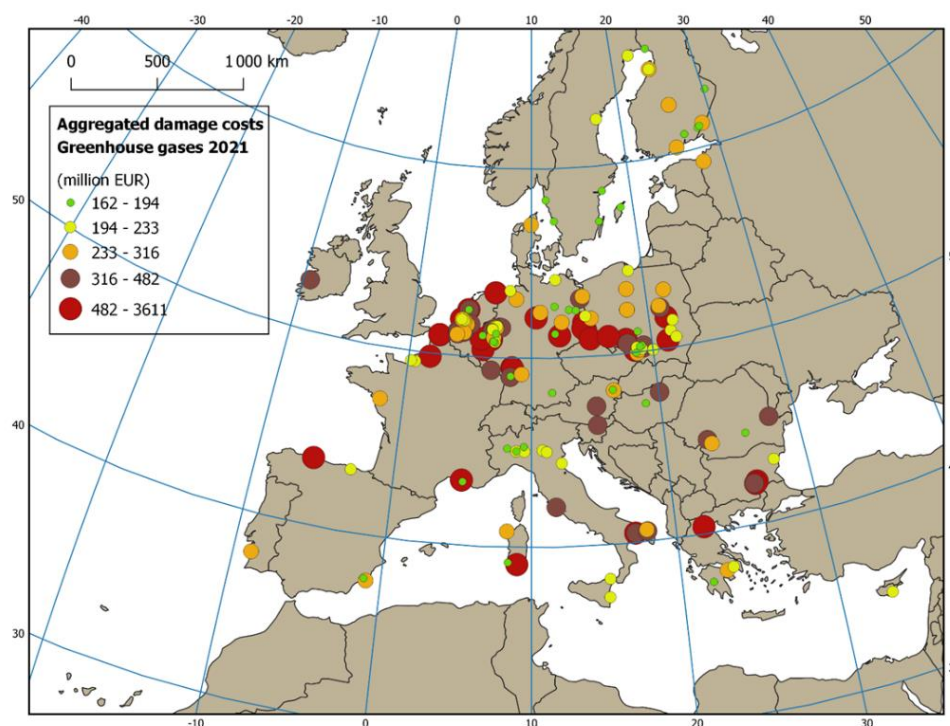 -40 -30 -20 -10 0 10 20 30 40 50
0 500 1 000 km
Aggregated damage costs
Greenhouse gases 2021
(million EUR)
162 - 194
194 - 233
233 - 316
316 - 482
482 - 3611
50
40
30
-10 0 10 20 30 40